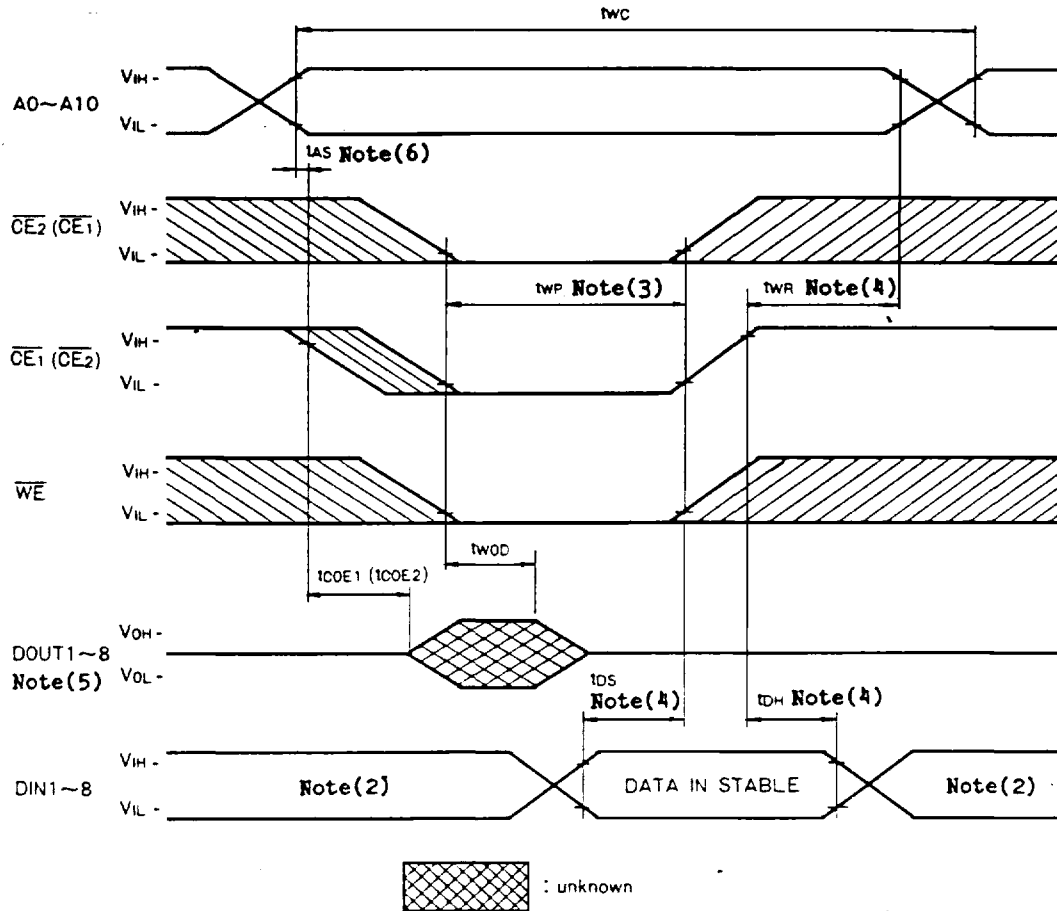 tWC
VIH -
A0~A10
VIL -
tAS Note(6)
VIH -
CE2 (CE1)
VIL -
tWP Note(3)
tWR Note(4)
VIH -
CE1 (CE2)
VIL -
VIH -
WE
VIL -
tWOD
tCOE1 (tCOE2)
VOH -
DOUT1~8
Note(5)
VOL -
tDS
Note(4)
tDH Note(4)
VIH -
DIN1~8
VIL -
Note(2)
DATA IN STABLE
Note(2)
: unknown